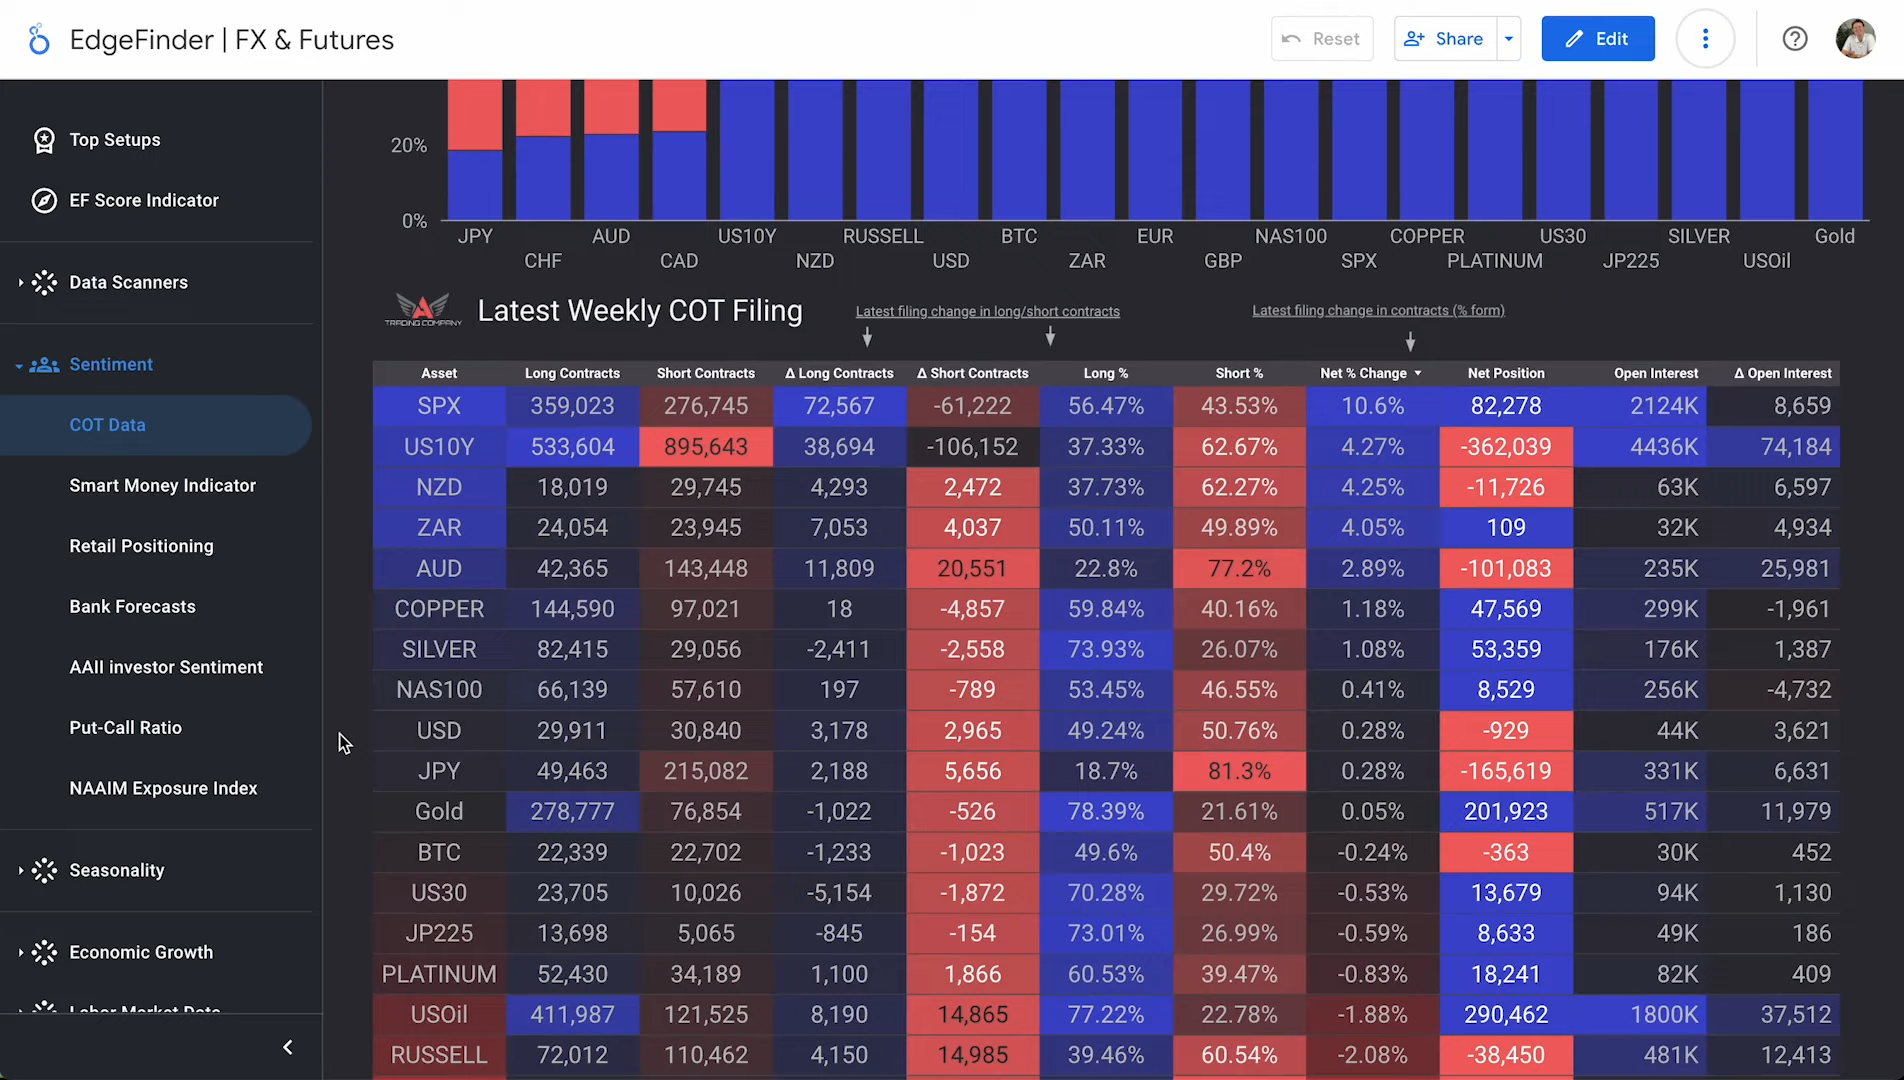 EdgeFinder | FX & Futures
Reset
Share
Edit
Top Setups
EF Score Indicator
Data Scanners
Sentiment
COT Data
Smart Money Indicator
Retail Positioning
Bank Forecasts
AAII investor Sentiment
Put-Call Ratio
NAAIM Exposure Index
Seasonality
Economic Growth
Labor Market Data
20%
0%
JPY AUD US10Y RUSSELL BTC EUR NAS100 COPPER US30 SILVER Gold
CHF CAD NZD USD ZAR GBP SPX PLATINUM JP225 USOil
A
TRADING COMPANY
Latest Weekly COT Filing
Latest filing change in long/short contracts
Latest filing change in contracts (% form)
Asset Long Contracts Short Contracts Δ Long Contracts Δ Short Contracts Long % Short % Net % Change Net Position Open Interest Δ Open Interest
SPX 359,023 276,745 72,567 -61,222 56.47% 43.53% 10.6% 82,278 2124K 8,659
US10Y 533,604 895,643 38,694 -106,152 37.33% 62.67% 4.27% -362,039 4436K 74,184
NZD 18,019 29,745 4,293 2,472 37.73% 62.27% 4.25% -11,726 63K 6,597
ZAR 24,054 23,945 7,053 4,037 50.11% 49.89% 4.05% 109 32K 4,934
AUD 42,365 143,448 11,809 20,551 22.8% 77.2% 2.89% -101,083 235K 25,981
COPPER 144,590 97,021 18 -4,857 59.84% 40.16% 1.18% 47,569 299K -1,961
SILVER 82,415 29,056 -2,411 -2,558 73.93% 26.07% 1.08% 53,359 176K 1,387
NAS100 66,139 57,610 197 -789 53.45% 46.55% 0.41% 8,529 256K -4,732
USD 29,911 30,840 3,178 2,965 49.24% 50.76% 0.28% -929 44K 3,621
JPY 49,463 215,082 2,188 5,656 18.7% 81.3% 0.28% -165,619 331K 6,631
Gold 278,777 76,854 -1,022 -526 78.39% 21.61% 0.05% 201,923 517K 11,979
BTC 22,339 22,702 -1,233 -1,023 49.6% 50.4% -0.24% -363 30K 452
US30 23,705 10,026 -5,154 -1,872 70.28% 29.72% -0.53% 13,679 94K 1,130
JP225 13,698 5,065 -845 -154 73.01% 26.99% -0.59% 8,633 49K 186
PLATINUM 52,430 34,189 1,100 1,866 60.53% 39.47% -0.83% 18,241 82K 409
USOil 411,987 121,525 8,190 14,865 77.22% 22.78% -1.88% 290,462 1800K 37,512
RUSSELL 72,012 110,462 4,150 14,985 39.46% 60.54% -2.08% -38,450 481K 12,413